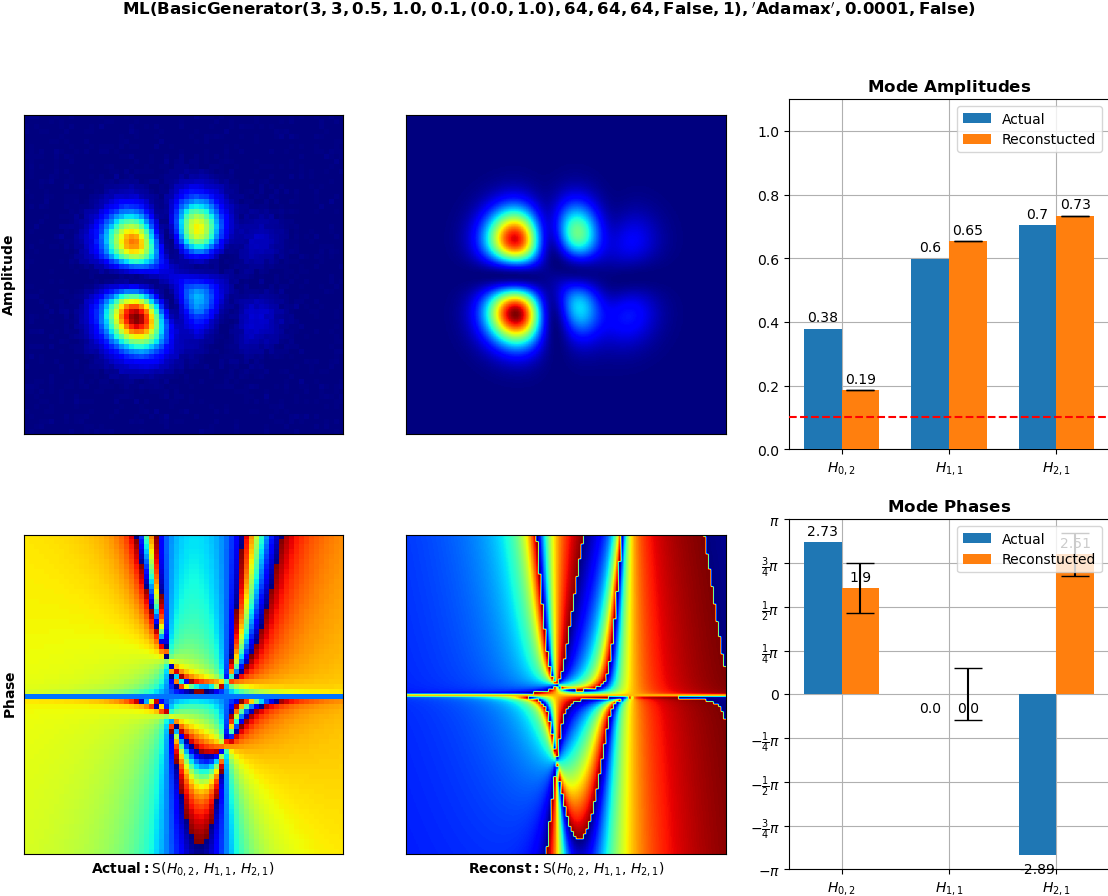 ML(BasicGenerator(3, 3, 0.5, 1.0, 0.1, (0.0, 1.0), 64, 64, 64, False, 1), ′Adamax′, 0.0001, False)
Mode Amplitudes
Amplitude
Actual
Reconstucted
1.0
0.8
0.6
0.4
0.2
0.0
0.38
0.19
0.6
0.65
0.7
0.73
H0, 2
H1, 1
H2, 1
Phase
Actual: S(H0, 2, H1, 1, H2, 1)
Reconst: S(H0, 2, H1, 1, H2, 1)
Mode Phases
Actual
Reconstucted
π
3/4π
1/2π
1/4π
0
−1/4π
−1/2π
−3/4π
−π
2.73
1.9
0.0
0.0
2.89
2.51
H0, 2
H1, 1
H2, 1